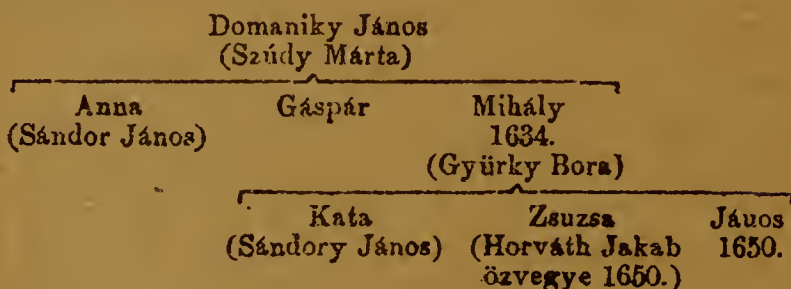 Domaniky János
(Szúdy Márta)
Anna Gáspár Mihály
(Sándor János) 1634.
(Gyürky Bora)
Kata Zsuzsa János
(Sándory János) (Horváth Jakab 1650.
özvegye 1650.)